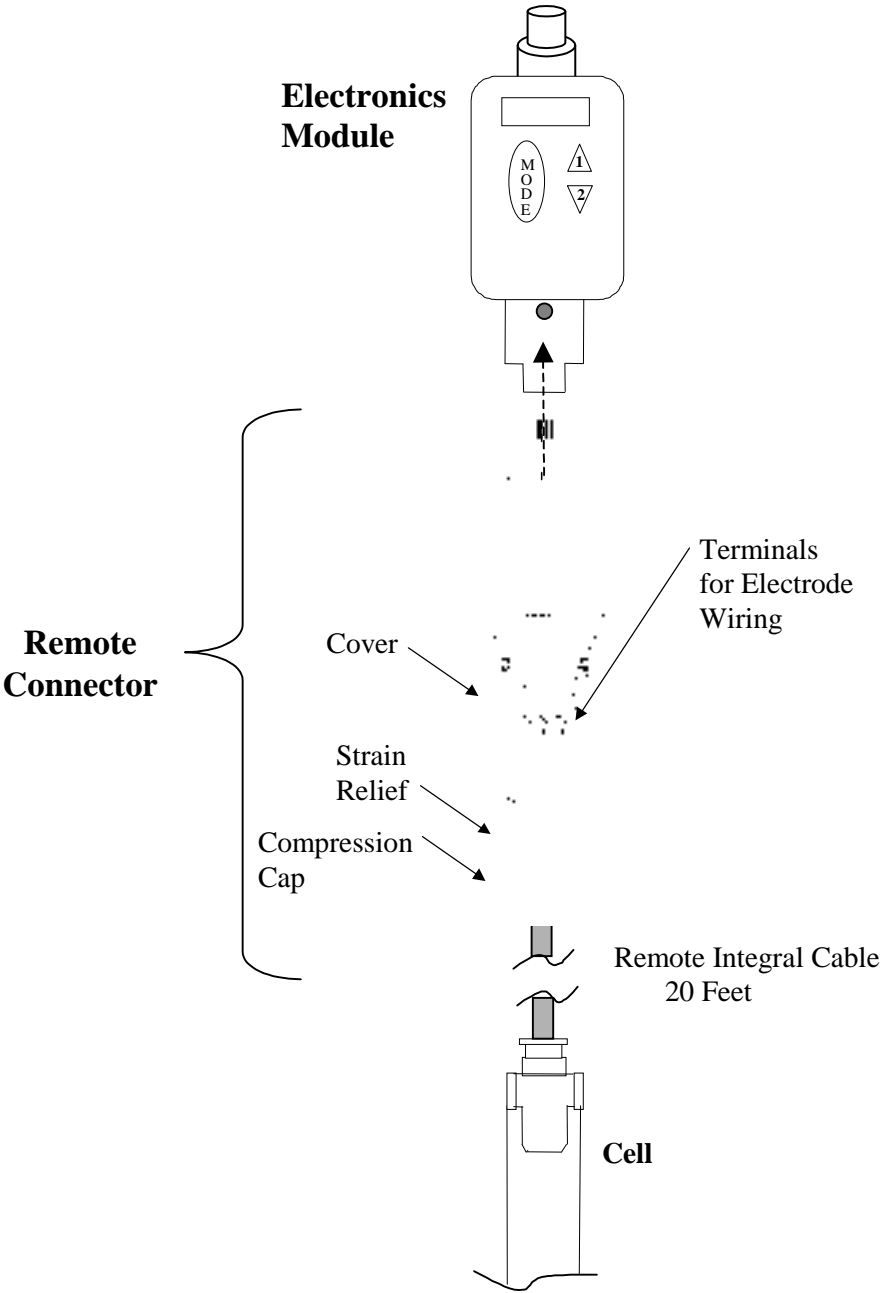 Electronics
Module
MODE
1
2
Terminals
for Electrode
Wiring
Remote
Connector
Cover
Strain
Relief
Compression
Cap
Remote Integral Cable
20 Feet
Cell